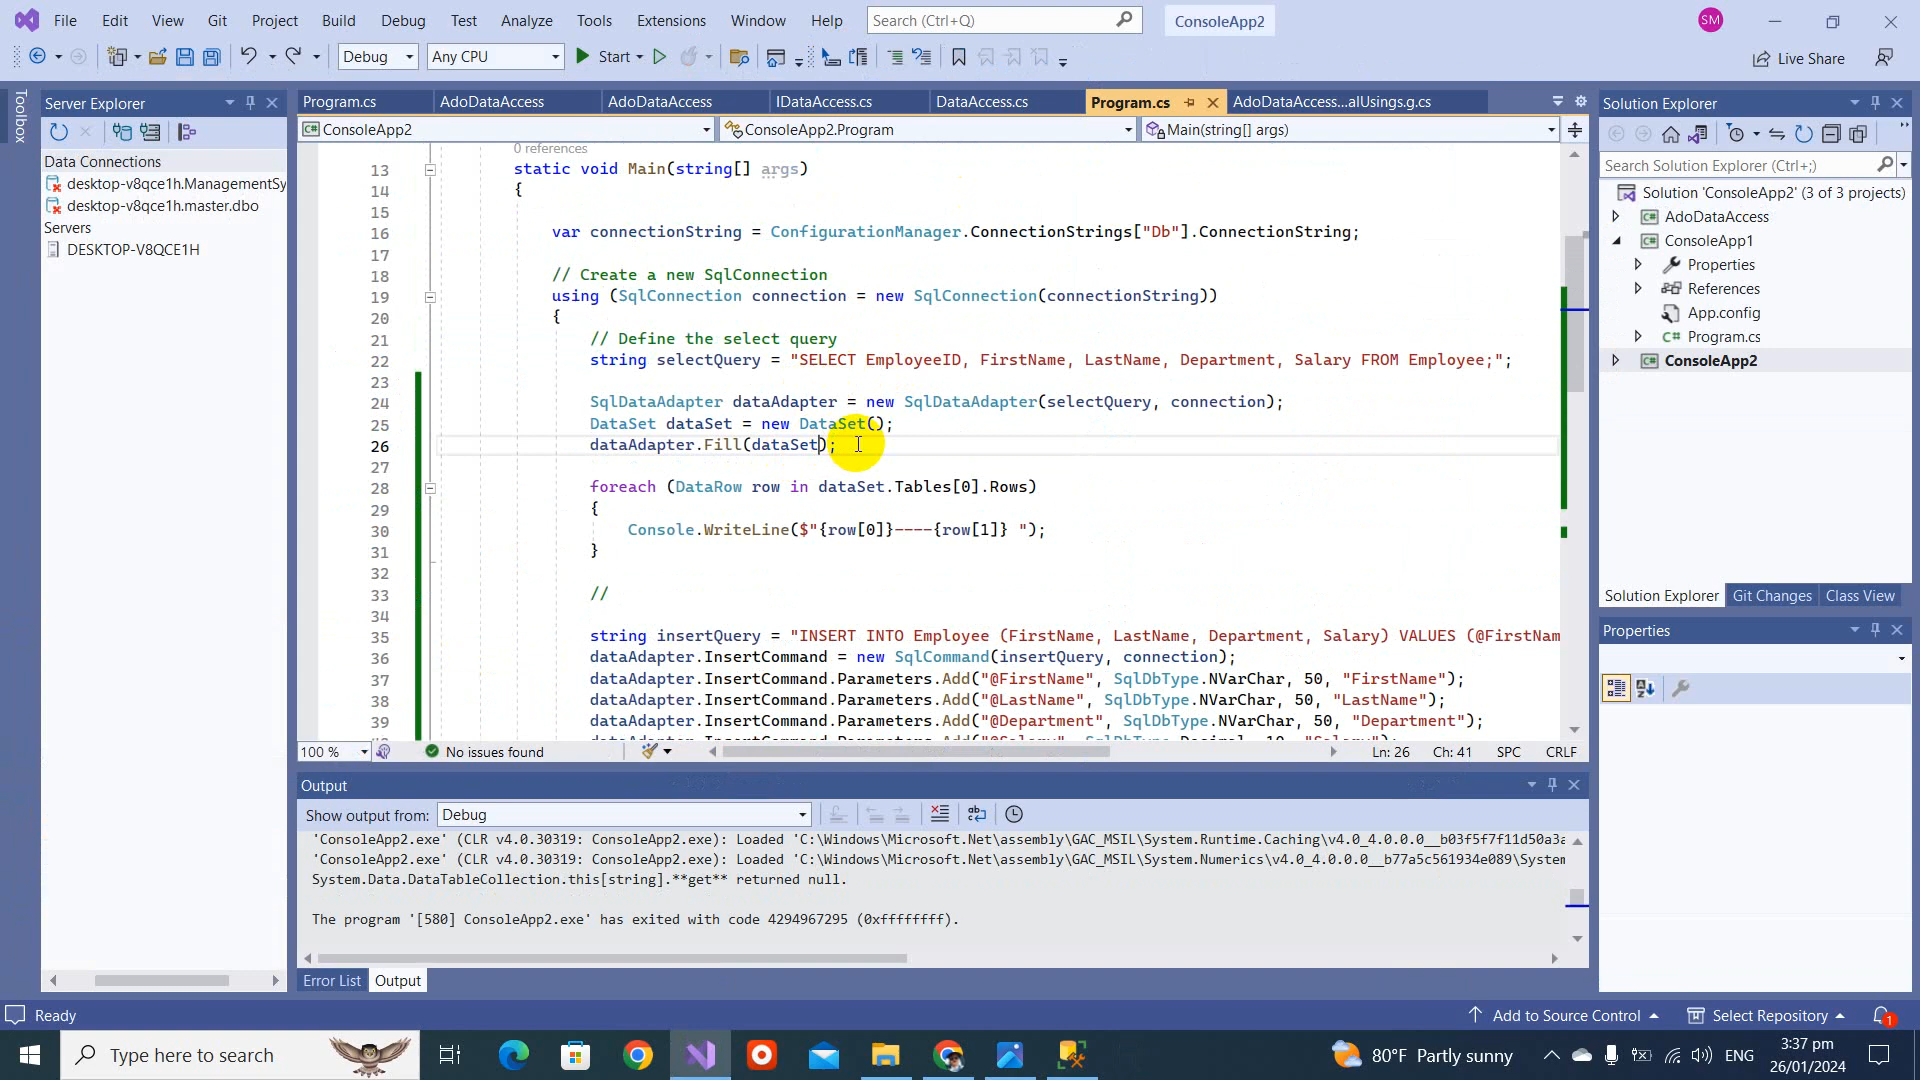 File Edit View Git Project Build Debug Test Analyze Tools Extensions Window Help Search (Ctrl+Q) ConsoleApp2 SM
Debug Any CPU Start Live Share
Toolbox
Server Explorer
Data Connections
desktop-v8qce1h.ManagementSy
desktop-v8qce1h.master.dbo
Servers
DESKTOP-V8QCE1H
Program.cs AdoDataAccess AdoDataAccess IDataAccess.cs DataAccess.cs Program.cs AdoDataAccess...alUsings.g.cs
ConsoleApp2 ConsoleApp2.Program Main(string[] args)
0 references
13 static void Main(string[] args)
14 {
15
16 var connectionString = ConfigurationManager.ConnectionStrings["Db"].ConnectionString;
17
18 // Create a new SqlConnection
19 using (SqlConnection connection = new SqlConnection(connectionString))
20 {
21 // Define the select query
22 string selectQuery = "SELECT EmployeeID, FirstName, LastName, Department, Salary FROM Employee;";
23
24 SqlDataAdapter dataAdapter = new SqlDataAdapter(selectQuery, connection);
25 DataSet dataSet = new DataSet();
26 dataAdapter.Fill(dataSet);
27
28 foreach (DataRow row in dataSet.Tables[0].Rows)
29 {
30 Console.WriteLine($"{row[0]}----{row[1]} ");
31 }
32
33 //
34
35 string insertQuery = "INSERT INTO Employee (FirstName, LastName, Department, Salary) VALUES (@FirstNam
36 dataAdapter.InsertCommand = new SqlCommand(insertQuery, connection);
37 dataAdapter.InsertCommand.Parameters.Add("@FirstName", SqlDbType.NVarChar, 50, "FirstName");
38 dataAdapter.InsertCommand.Parameters.Add("@LastName", SqlDbType.NVarChar, 50, "LastName");
39 dataAdapter.InsertCommand.Parameters.Add("@Department", SqlDbType.NVarChar, 50, "Department");
100 % No issues found Ln: 26 Ch: 41 SPC CRLF
Output
Show output from: Debug
'ConsoleApp2.exe' (CLR v4.0.30319: ConsoleApp2.exe): Loaded 'C:\Windows\Microsoft.Net\assembly\GAC_MSIL\System.Runtime.Caching\v4.0_4.0.0.0__b03f5f7f11d50a3a
'ConsoleApp2.exe' (CLR v4.0.30319: ConsoleApp2.exe): Loaded 'C:\Windows\Microsoft.Net\assembly\GAC_MSIL\System.Numerics\v4.0_4.0.0.0__b77a5c561934e089\System
System.Data.DataTableCollection.this[string].**get** returned null.
The program '[580] ConsoleApp2.exe' has exited with code 4294967295 (0xffffffff).
Error List Output
Solution Explorer
Search Solution Explorer (Ctrl+;)
Solution 'ConsoleApp2' (3 of 3 projects)
AdoDataAccess
ConsoleApp1
Properties
References
App.config
Program.cs
ConsoleApp2
Solution Explorer Git Changes Class View
Properties
Ready Add to Source Control Select Repository 1
Type here to search 80°F Partly sunny ENG 3:37 pm
26/01/2024